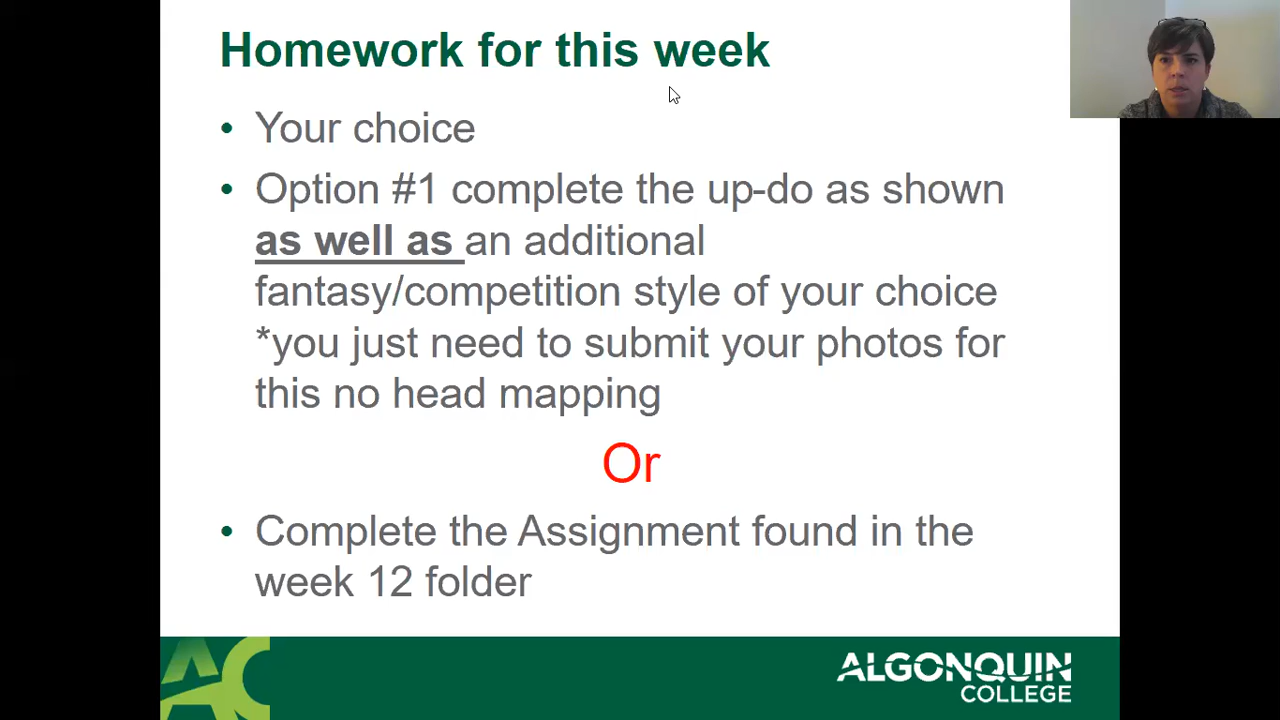 Homework for this week
• Your choice
• Option #1 complete the up-do as shown
as well as an additional
fantasy/competition style of your choice
*you just need to submit your photos for
this no head mapping
Or
• Complete the Assignment found in the
week 12 folder
AC
ALGONQUIN
COLLEGE